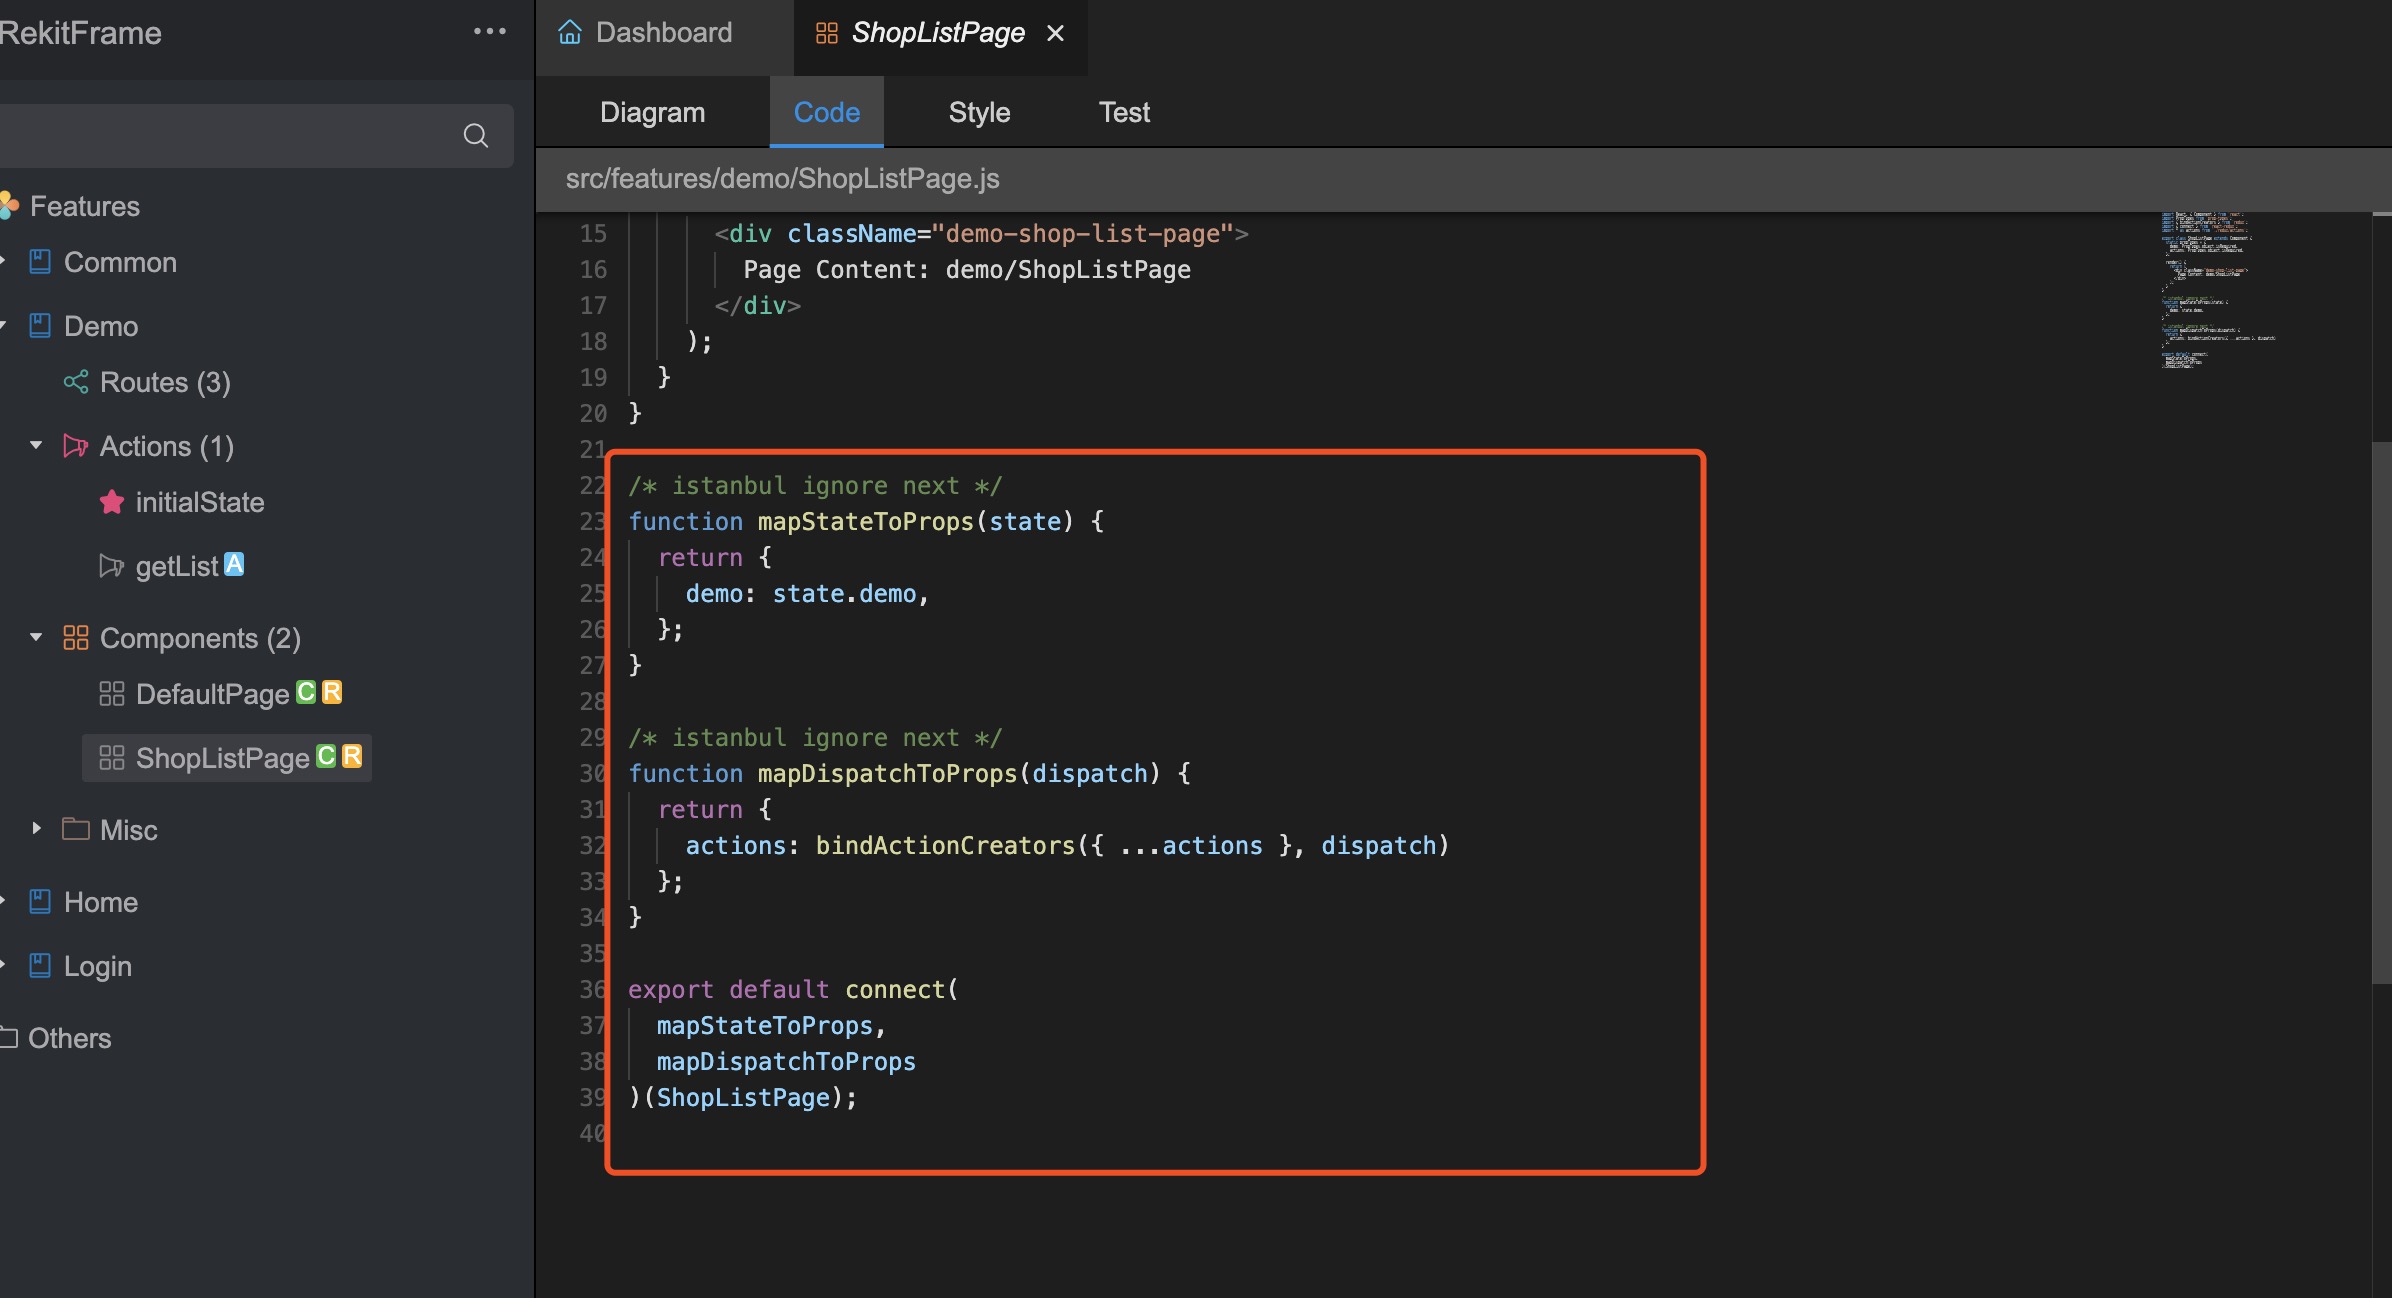 RekitFrame
Dashboard
ShopListPage
Diagram
Code
Style
Test
src/features/demo/ShopListPage.js
Features
Common
Demo
Routes (3)
Actions (1)
initialState
getList A
Components (2)
DefaultPage C R
ShopListPage C R
Misc
Home
Login
Others
15 <div className="demo-shop-list-page">
16 Page Content: demo/ShopListPage
17 </div>
18 );
19 }
20 }
21
22 /* istanbul ignore next */
23 function mapStateToProps(state) {
24 return {
25 demo: state.demo,
26 };
27 }
28
29 /* istanbul ignore next */
30 function mapDispatchToProps(dispatch) {
31 return {
32 actions: bindActionCreators({ ...actions }, dispatch)
33 };
34 }
35
36 export default connect(
37 mapStateToProps,
38 mapDispatchToProps
39 )(ShopListPage);
40